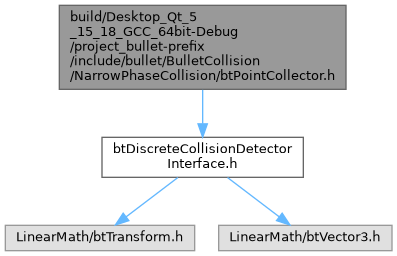 build/Desktop_Qt_5
_15_18_GCC_64bit-Debug
/project_bullet-prefix
/include/bullet/BulletCollision
/NarrowPhaseCollision/btPointCollector.h
btDiscreteCollisionDetector
Interface.h
LinearMath/btTransform.h
LinearMath/btVector3.h